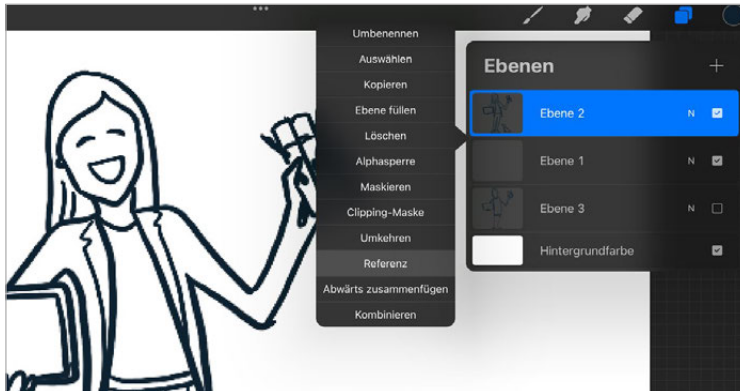 Umbenennen
Auswählen
Kopieren
Ebene füllen
Löschen
Alphasperre
Maskieren
Clipping-Maske
Umkehren
Referenz
Abwärts zusammenfügen
Kombinieren
Ebenen
Ebene 2 N
Ebene 1 N
Ebene 3 N
Hintergrundfarbe